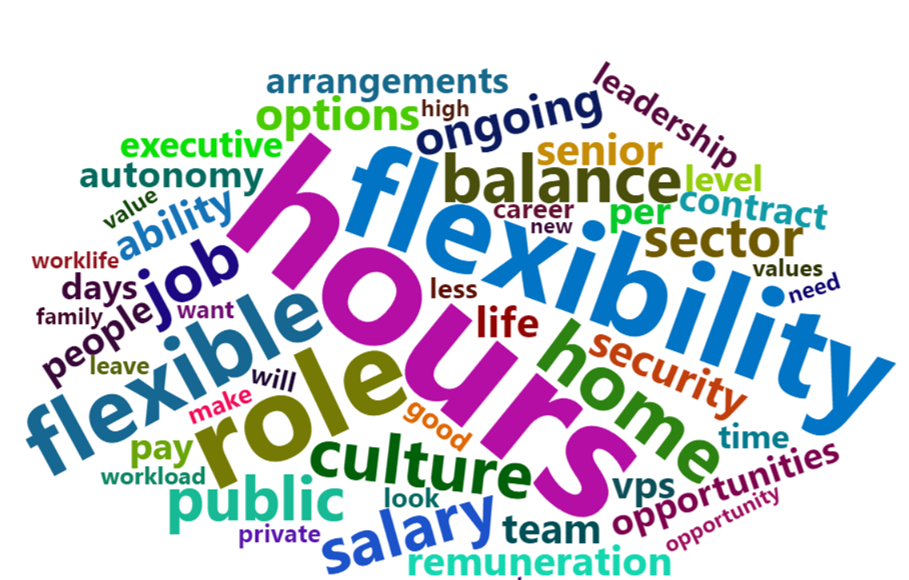 leadership
arrangements
options
high
ongoing
executive
senior
autonomy
balance
level
value
ability
career
per
contract
new
hours
flexibility
sector
worklife
job
values
days
less
need
family
people
want
life
flexible
home
security
leave
will
make
role
good
time
pay
culture
workload
vps
opportunities
public
look
opportunity
private
salary
team
remuneration